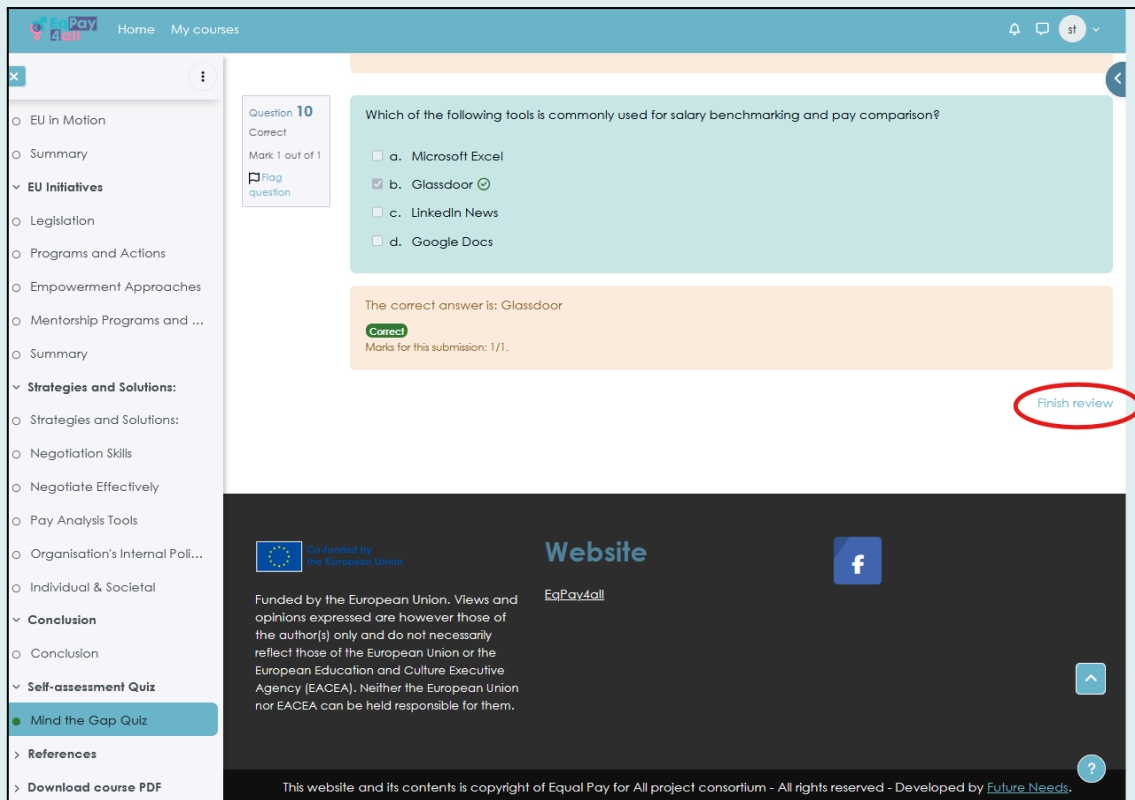 EqPay
4all
Home
My courses
st
EU in Motion
Summary
EU Initiatives
Legislation
Programs and Actions
Empowerment Approaches
Mentorship Programs and ...
Summary
Strategies and Solutions:
Strategies and Solutions:
Negotiation Skills
Negotiate Effectively
Pay Analysis Tools
Organisation's Internal Poli...
Individual & Societal
Conclusion
Conclusion
Self-assessment Quiz
Mind the Gap Quiz
References
Download course PDF
Question 10
Correct
Mark 1 out of 1
Flag
question
Which of the following tools is commonly used for salary benchmarking and pay comparison?
a. Microsoft Excel
b. Glassdoor
c. LinkedIn News
d. Google Docs
The correct answer is: Glassdoor
Correct
Marks for this submission: 1/1.
Finish review
Co-funded by
the European Union
Funded by the European Union. Views and
opinions expressed are however those of
the author(s) only and do not necessarily
reflect those of the European Union or the
European Education and Culture Executive
Agency (EACEA). Neither the European Union
nor EACEA can be held responsible for them.
Website
EqPay4all
f
?
This website and its contents is copyright of Equal Pay for All project consortium - All rights reserved - Developed by Future Needs.